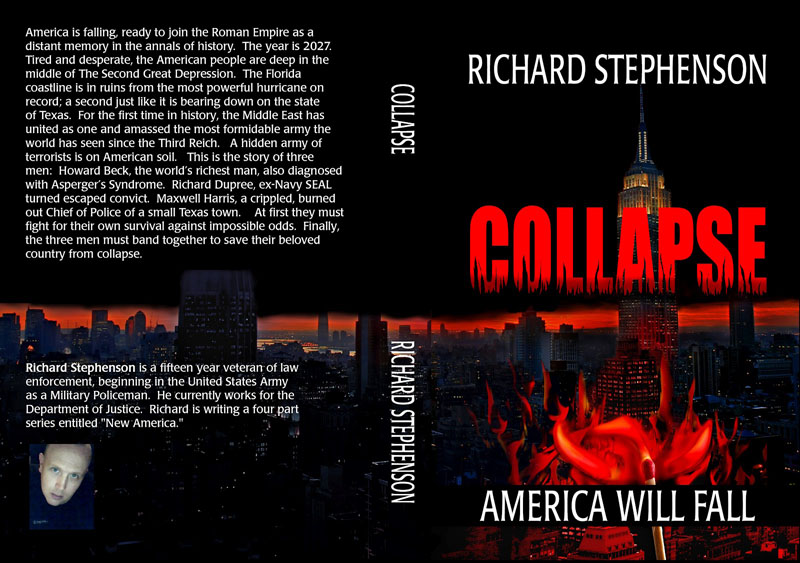 America is falling, ready to join the Roman Empire as a
distant memory in the annals of history.  The year is 2027.
Tired and desperate, the American people are deep in the
middle of The Second Great Depression.  The Florida
coastline is in ruins from the most powerful hurricane on
record; a second just like it is bearing down on the state
of Texas.  For the first time in history, the Middle East has
united as one and amassed the most formidable army the
world has seen since the Third Reich.   A hidden army of
terrorists is on American soil.   This is the story of three
men:  Howard Beck, the world's richest man, also diagnosed
with Asperger's Syndrome.  Richard Dupree, ex-Navy SEAL
turned escaped convict.  Maxwell Harris, a crippled, burned
out Chief of Police of a small Texas town.    At first they must
fight for their own survival against impossible odds.  Finally,
the three men must band together to save their beloved
country from collapse.
Richard Stephenson is a fifteen year veteran of law
enforcement, beginning in the United States Army
as a Military Policeman.  He currently works for the
Department of Justice.  Richard is writing a four part
series entitled "New America."
COLLAPSE
RICHARD STEPHENSON
RICHARD STEPHENSON
COLLAPSE
AMERICA WILL FALL